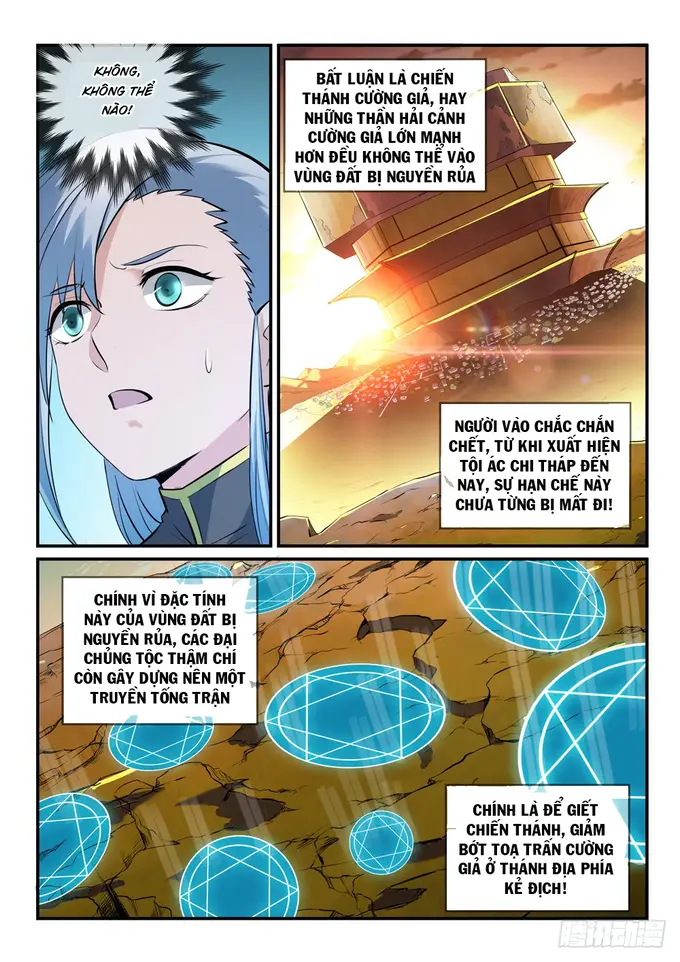 KHÔNG,
KHÔNG THỂ
NÀO!
BẤT LUẬN LÀ CHIẾN
THÁNH CƯỜNG GIẢ, HAY
NHỮNG THẦN HẢI CẢNH
CƯỜNG GIẢ LỚN MẠNH
HƠN ĐỀU KHÔNG THỂ VÀO
VÙNG ĐẤT BỊ NGUYỀN RỦA
NGƯỜI VÀO CHẮC CHẮN
CHẾT, TỪ KHI XUẤT HIỆN
TỘI ÁC CHI THÁP ĐẾN
NAY, SỰ HẠN CHẾ NÀY
CHƯA TỪNG BỊ MẤT ĐI!
CHÍNH VÌ ĐẶC TÍNH
NÀY CỦA VÙNG ĐẤT BỊ
NGUYỀN RỦA, CÁC ĐẠI
CHỦNG TỘC THẬM CHÍ
CÒN GÂY DỰNG NÊN MỘT
TRUYỀN TỐNG TRẬN
CHÍNH LÀ ĐỂ GIẾT
CHIẾN THÁNH, GIẢM
BỚT TOẠ TRẤN CƯỜNG
GIẢ Ở THÁNH ĐỊA PHÍA
KẺ ĐỊCH!
腾讯动漫